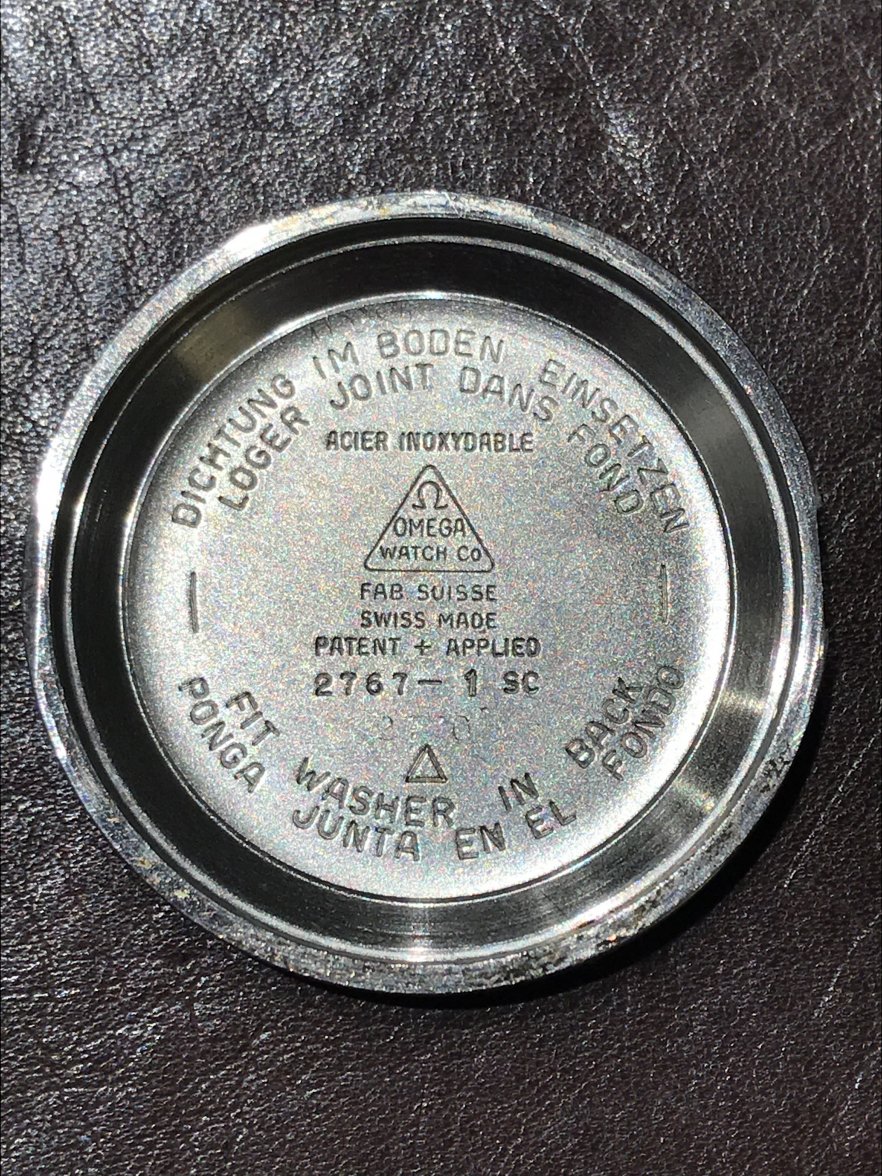 DICHTUNG IM BODEN EINSETZEN
LOGER JOINT DANS FOND
ACIER INOXYDABLE
Ω
OMEGA
WATCH Co
FAB SUISSE
SWISS MADE
PATENT + APPLIED
2767-1 SC
FIT WASHER IN BACK
PONGA JUNTA EN EL FONDO